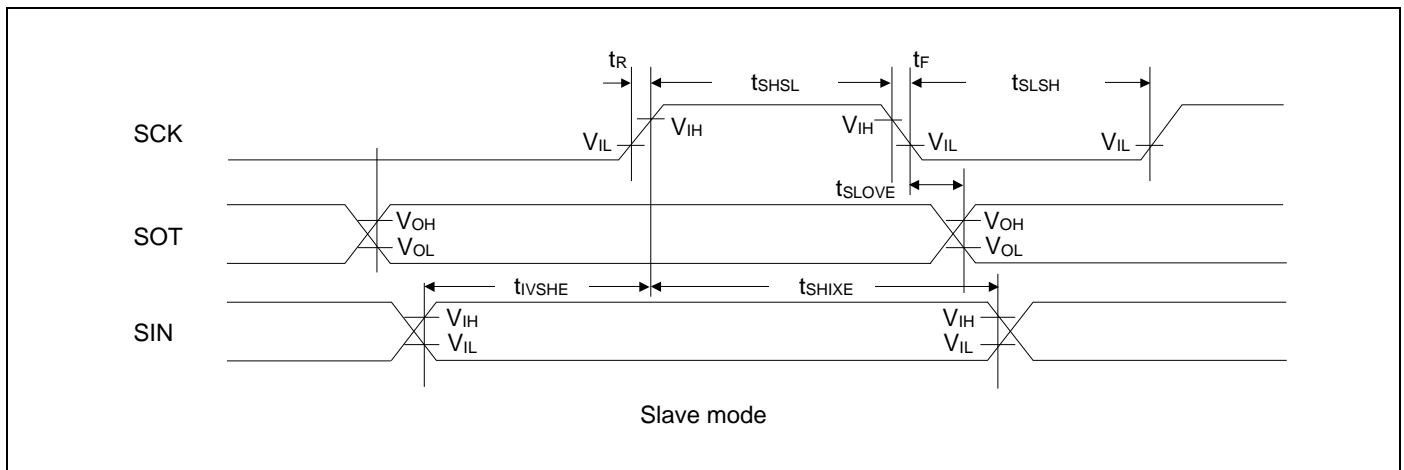 tR tSHSL tF tSLSH
SCK VIL VIH VIH VIL VIL
tSLOVE
SOT VOH VOL VOH VOL
tIVSHE tSHIXE
SIN VIH VIL VIH VIL
Slave mode